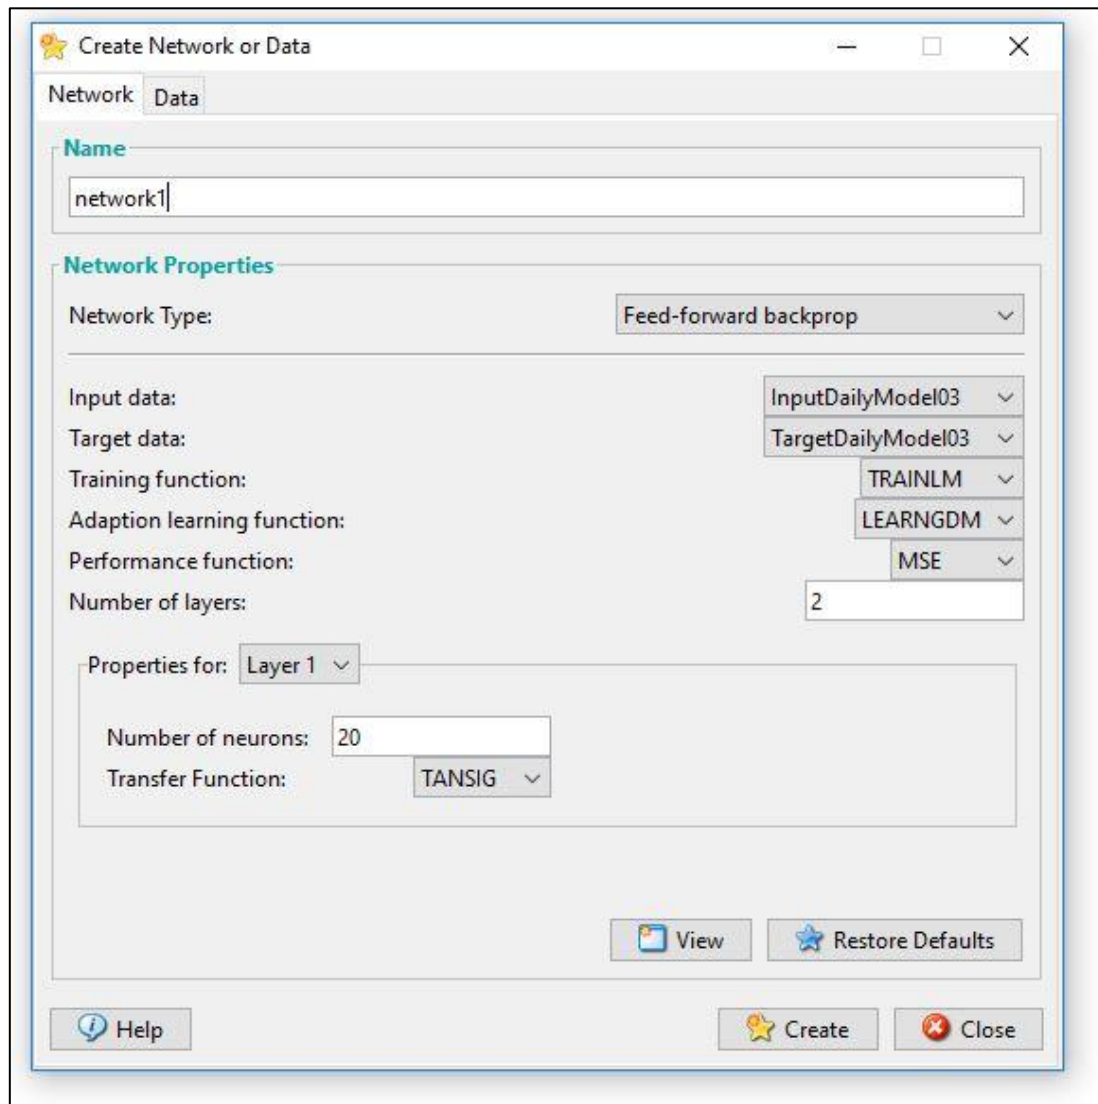 Create Network or Data
Network Data
Name
network1
Network Properties
Network Type: Feed-forward backprop
Input data: InputDailyModel03
Target data: TargetDailyModel03
Training function: TRAINLM
Adaption learning function: LEARNGDM
Performance function: MSE
Number of layers: 2
Properties for: Layer 1
Number of neurons: 20
Transfer Function: TANSIG
View Restore Defaults
Help Create Close